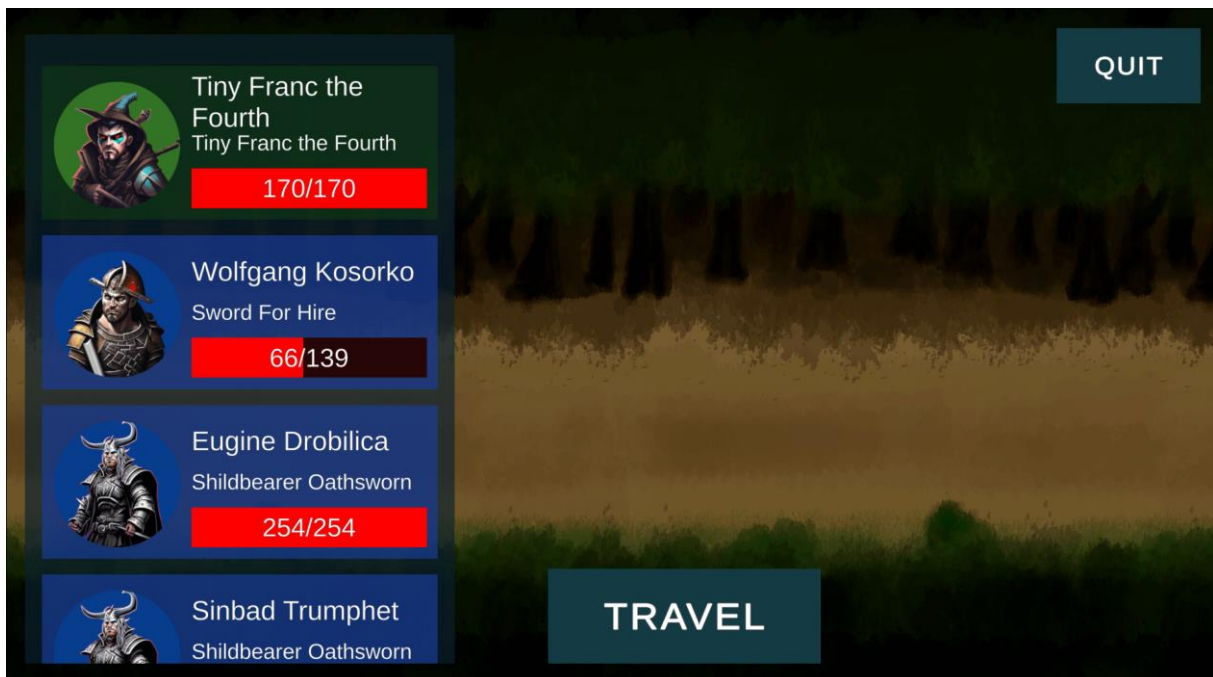 Tiny Franc the
Fourth
Tiny Franc the Fourth
170/170
Wolfgang Kosorko
Sword For Hire
66/139
Eugine Drobilica
Shildbearer Oathsworn
254/254
Sinbad Trumphet
Shildbearer Oathsworn
TRAVEL
QUIT